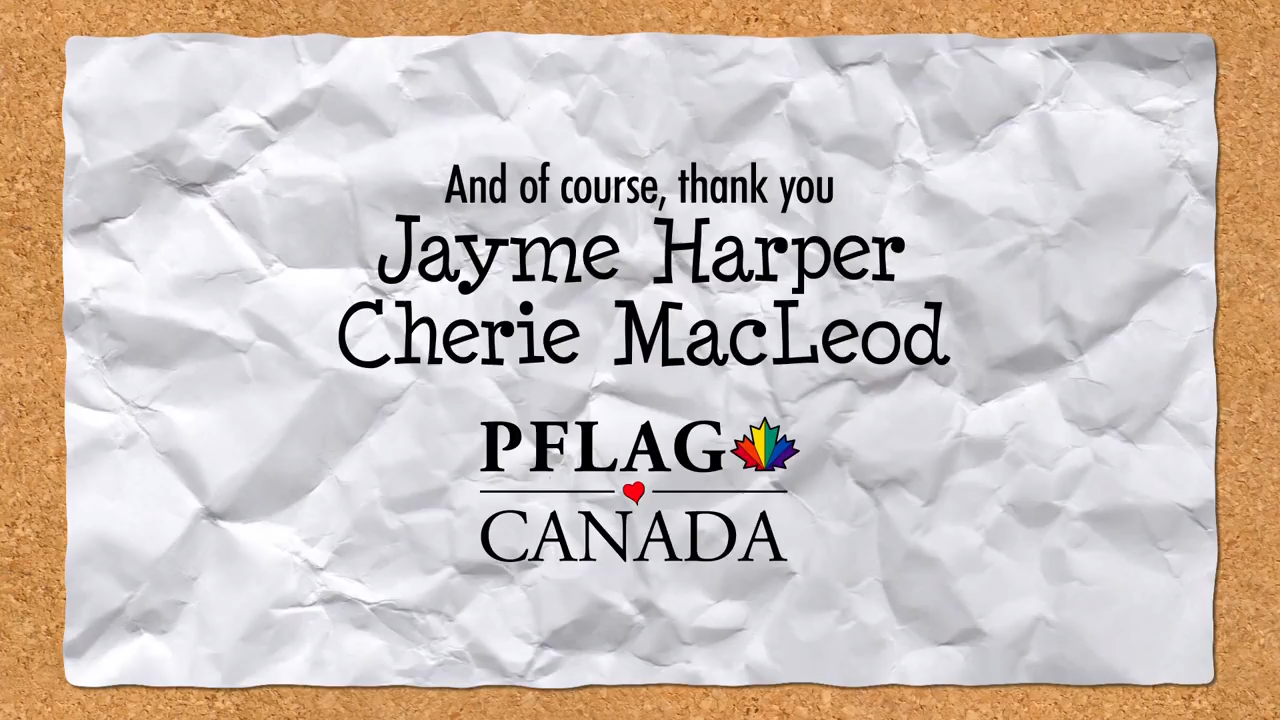 And of course, thank you
Jayme Harper
Cherie MacLeod
PFLAG
CANADA